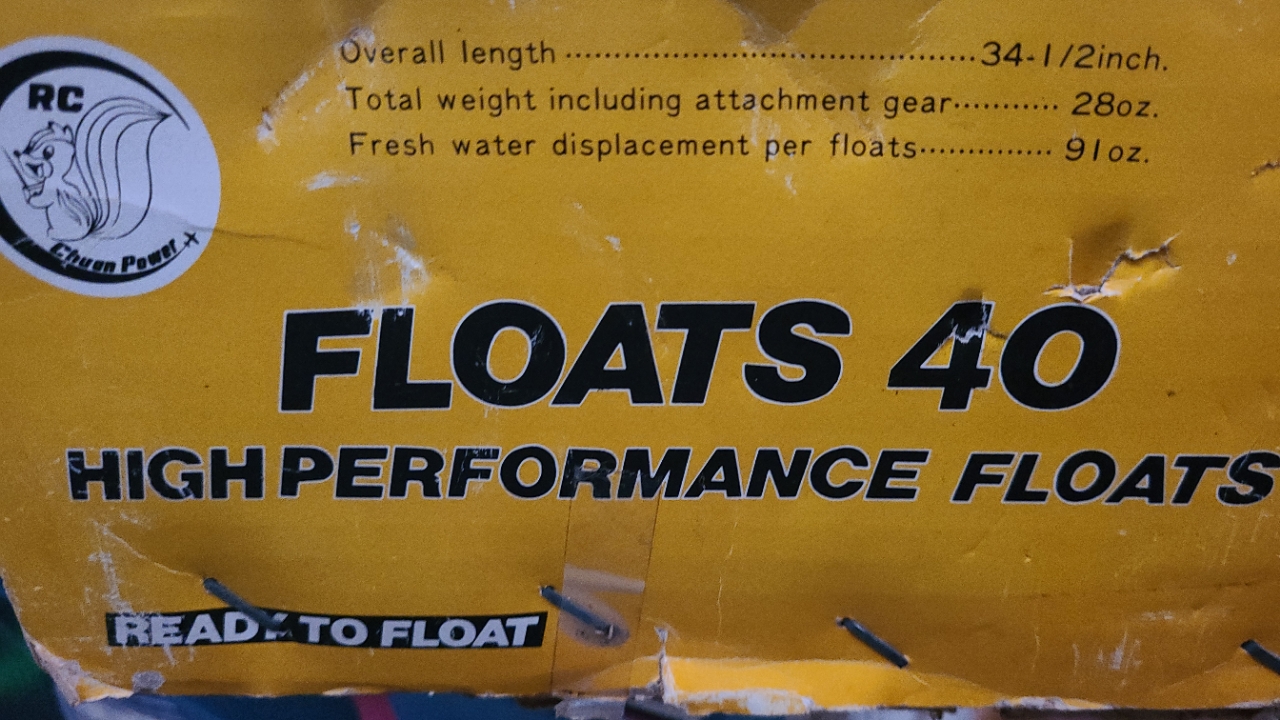 Overall length ........................................34-1/2inch.
Total weight including attachment gear........... 28oz.
Fresh water displacement per floats.............. 91oz.
RC
Chuan Power
FLOATS 40
HIGH PERFORMANCE FLOATS
READY TO FLOAT